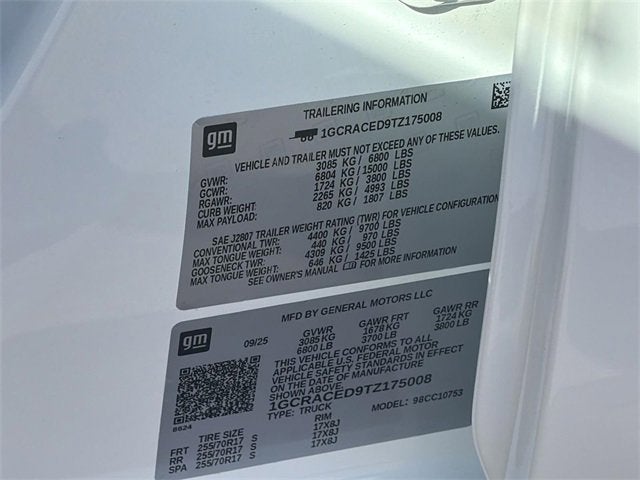 TRAILERING INFORMATION
gm
1GCRACED9TZ175008
VEHICLE AND TRAILER MUST NOT EXCEED ANY OF THESE VALUES.
GVWR: 3085 KG / 6800 LBS
GCWR: 6804 KG / 15000 LBS
RGAWR: 1724 KG / 3800 LBS
CURB WEIGHT: 2265 KG / 4993 LBS
MAX PAYLOAD: 820 KG / 1807 LBS
SAE J2807 TRAILER WEIGHT RATING (TWR) FOR VEHICLE CONFIGURATION
CONVENTIONAL TWR: 4400 KG / 9700 LBS
MAX TONGUE WEIGHT: 440 KG / 970 LBS
GOOSENECK TWR: 4309 KG / 9500 LBS
MAX TONGUE WEIGHT: 646 KG / 1425 LBS
SEE OWNER'S MANUAL FOR MORE INFORMATION
MFD BY GENERAL MOTORS LLC
gm
09/25 GVWR GAWR FRT GAWR RR
3085 KG 1678 KG 1724 KG
6800 LB 3700 LB 3800 LB
THIS VEHICLE CONFORMS TO ALL
APPLICABLE U.S. FEDERAL MOTOR
VEHICLE SAFETY STANDARDS IN EFFECT
ON THE DATE OF MANUFACTURE
SHOWN ABOVE.
1GCRACED9TZ175008
TYPE: TRUCK MODEL: 98CC10753
8624
TIRE SIZE RIM
FRT 255/70R17 S 17X8J
RR 255/70R17 S 17X8J
SPA 255/70R17 S 17X8J